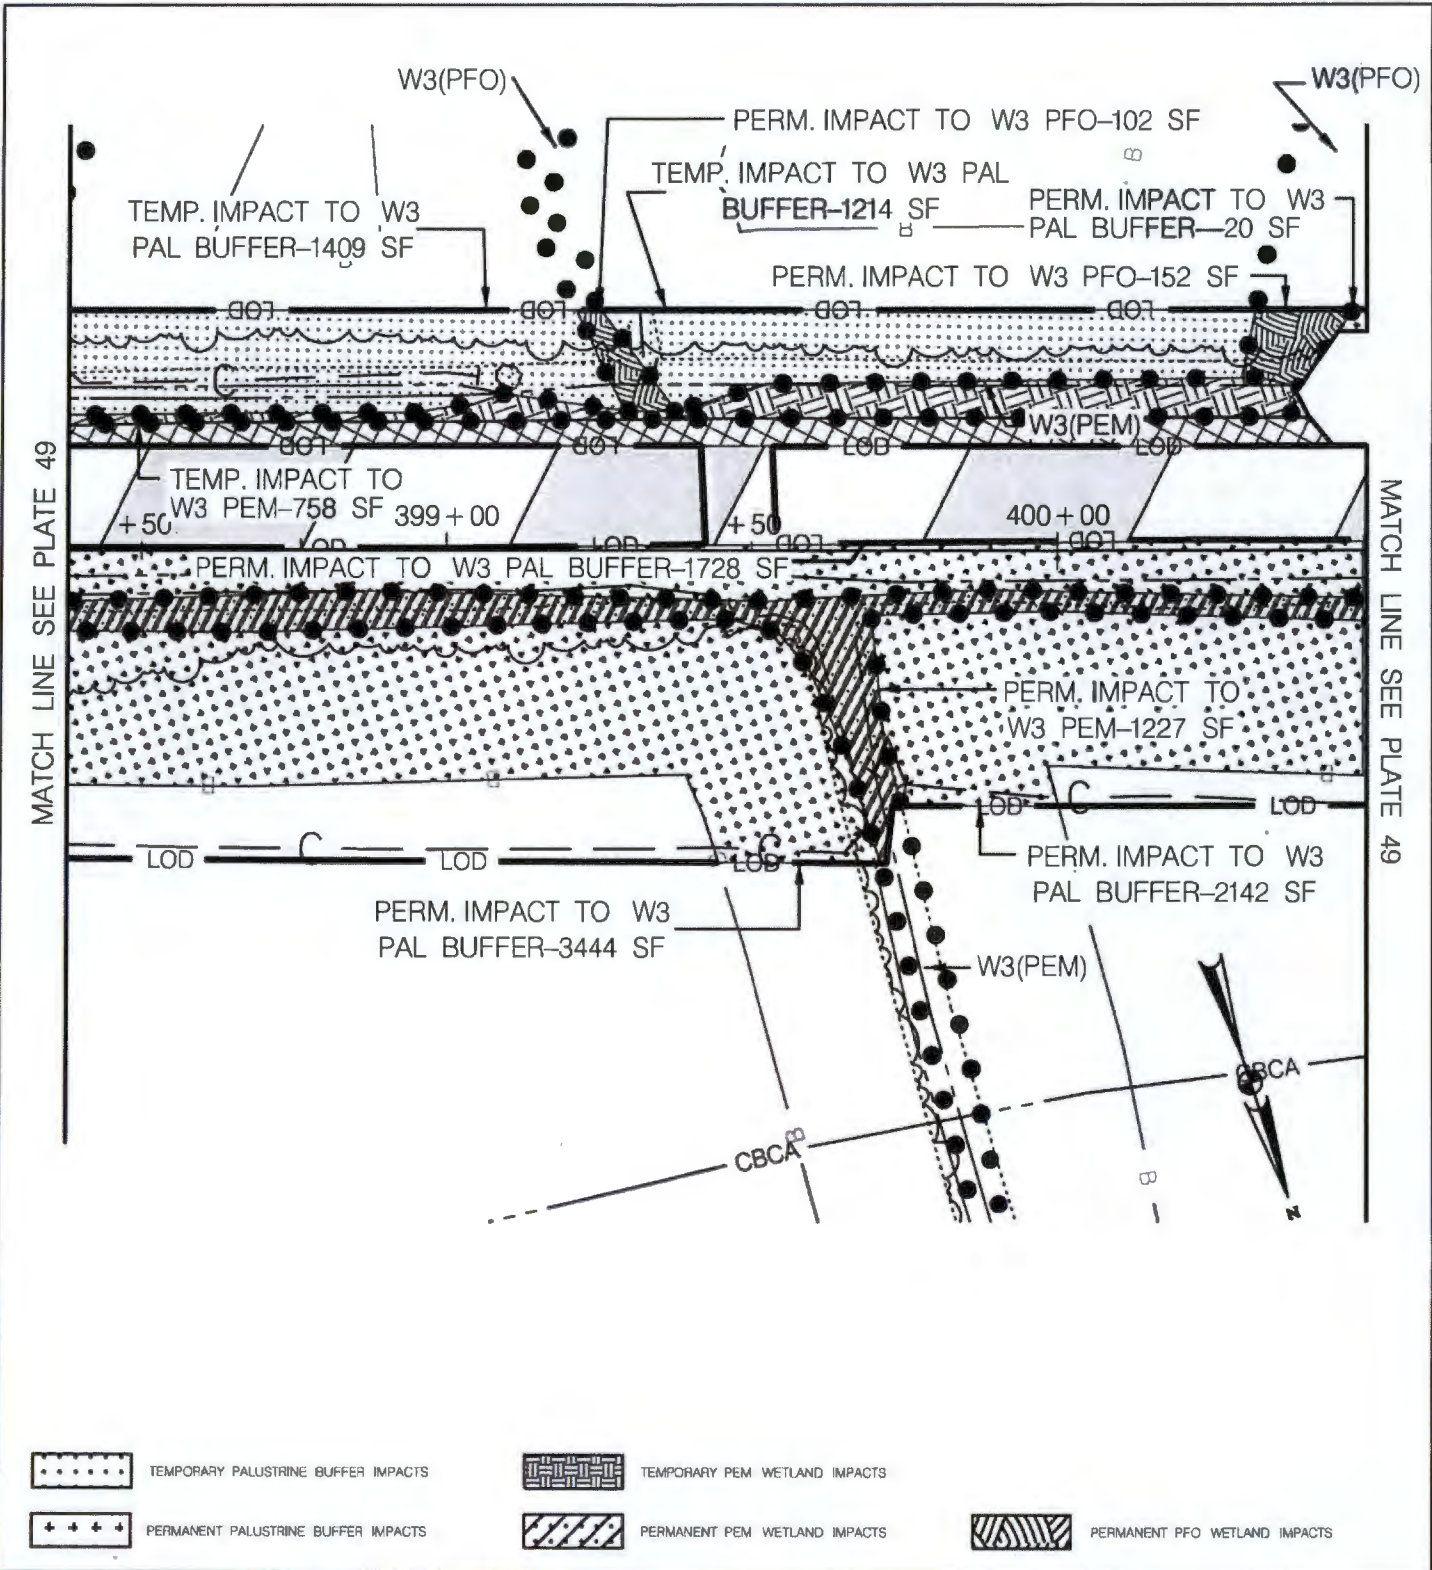 W3(PFO)
W3(PFO)
PERM. IMPACT TO W3 PFO-102 SF
B
TEMP. IMPACT TO W3 PAL
BUFFER-1214 SF
B
PERM. IMPACT TO W3
PAL BUFFER-20 SF
TEMP. IMPACT TO W3
PAL BUFFER-1409 SF
PERM. IMPACT TO W3 PFO-152 SF
LOD
LOD
LOD
LOD
C
W3(PEM)
LOD
LOD
LOD
LOD
TEMP. IMPACT TO
W3 PEM-758 SF
+50
399+00
+50
400+00
LOD
LOD
LOD
LOD
PERM. IMPACT TO W3 PAL BUFFER-1728 SF
MATCH LINE SEE PLATE 49
MATCH LINE SEE PLATE 49
PERM. IMPACT TO
W3 PEM-1227 SF
LOD
C
LOD
LOD
C
LOD
LOD
C
PERM. IMPACT TO W3
PAL BUFFER-2142 SF
PERM. IMPACT TO W3
PAL BUFFER-3444 SF
W3(PEM)
CBCA
B
CBCA
B
N
TEMPORARY PALUSTRINE BUFFER IMPACTS
TEMPORARY PEM WETLAND IMPACTS
PERMANENT PALUSTRINE BUFFER IMPACTS
PERMANENT PEM WETLAND IMPACTS
PERMANENT PFO WETLAND IMPACTS